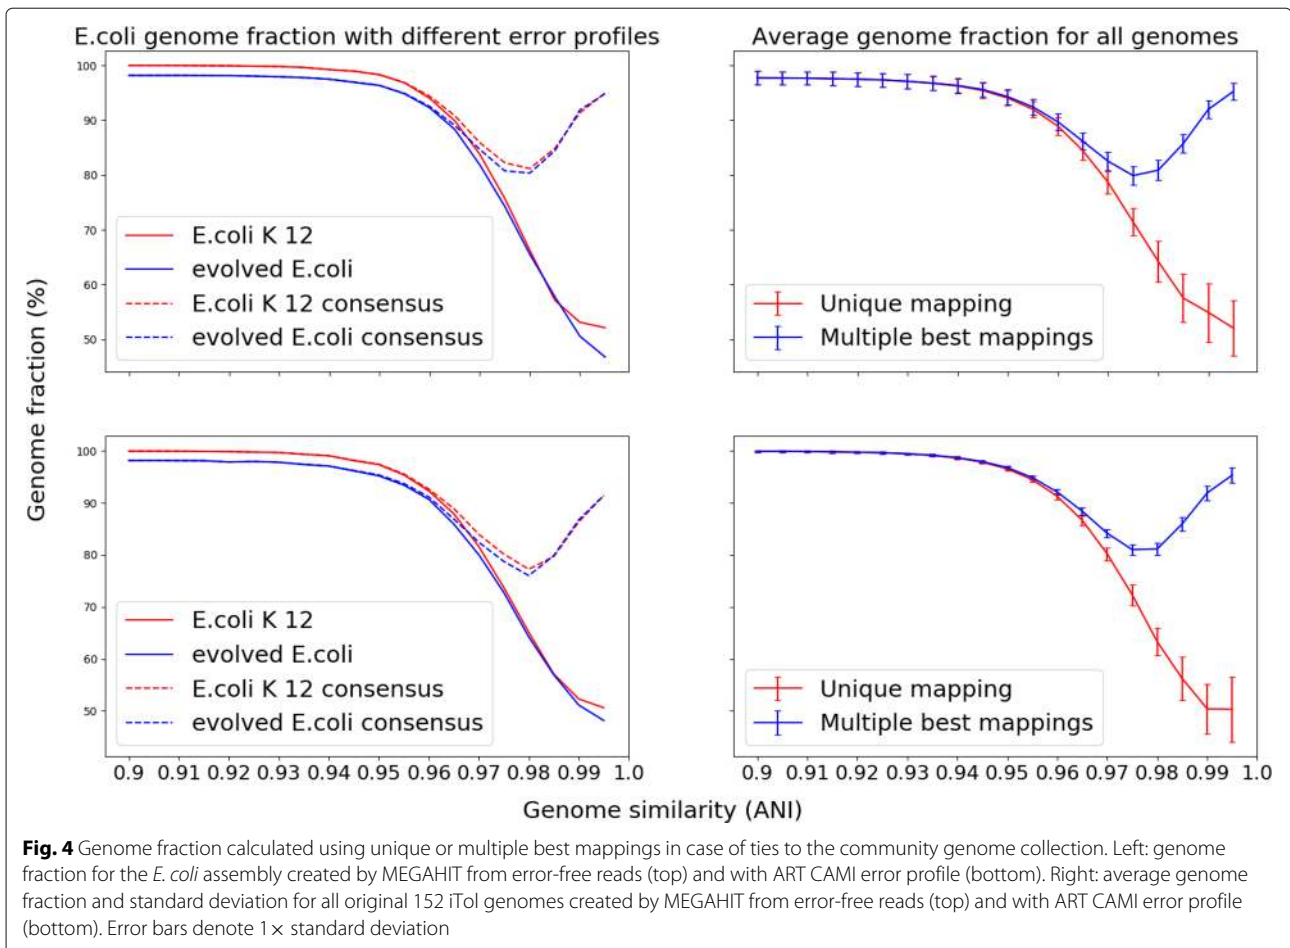 E.coli genome fraction with different error profiles
Average genome fraction for all genomes
Genome fraction (%)
100
90
80
70
60
50
E.coli K 12
evolved E.coli
E.coli K 12 consensus
evolved E.coli consensus
Unique mapping
Multiple best mappings
100
90
80
70
60
50
E.coli K 12
evolved E.coli
E.coli K 12 consensus
evolved E.coli consensus
0.9 0.91 0.92 0.93 0.94 0.95 0.96 0.97 0.98 0.99 1.0
Unique mapping
Multiple best mappings
0.9 0.91 0.92 0.93 0.94 0.95 0.96 0.97 0.98 0.99 1.0
Genome similarity (ANI)
Fig. 4 Genome fraction calculated using unique or multiple best mappings in case of ties to the community genome collection. Left: genome
fraction for the E. coli assembly created by MEGAHIT from error-free reads (top) and with ART CAMI error profile (bottom). Right: average genome
fraction and standard deviation for all original 152 iTol genomes created by MEGAHIT from error-free reads (top) and with ART CAMI error profile
(bottom). Error bars denote 1× standard deviation